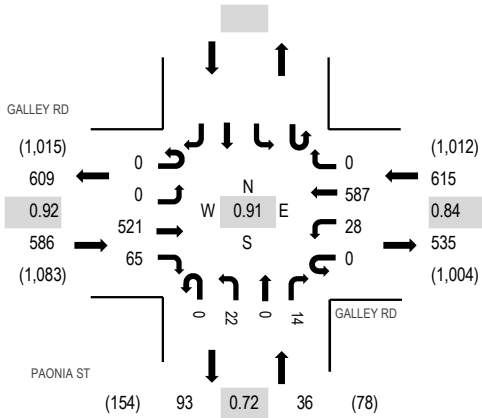 GALLEY RD
(1,015)
609
0.92
586
(1,083)
0
0
521
65
N
W 0.91 E
S
0
587
28
0
(1,012)
615
0.84
535
(1,004)
0 22 0 14
GALLEY RD
PAONIA ST
(154) 93 0.72 36 (78)